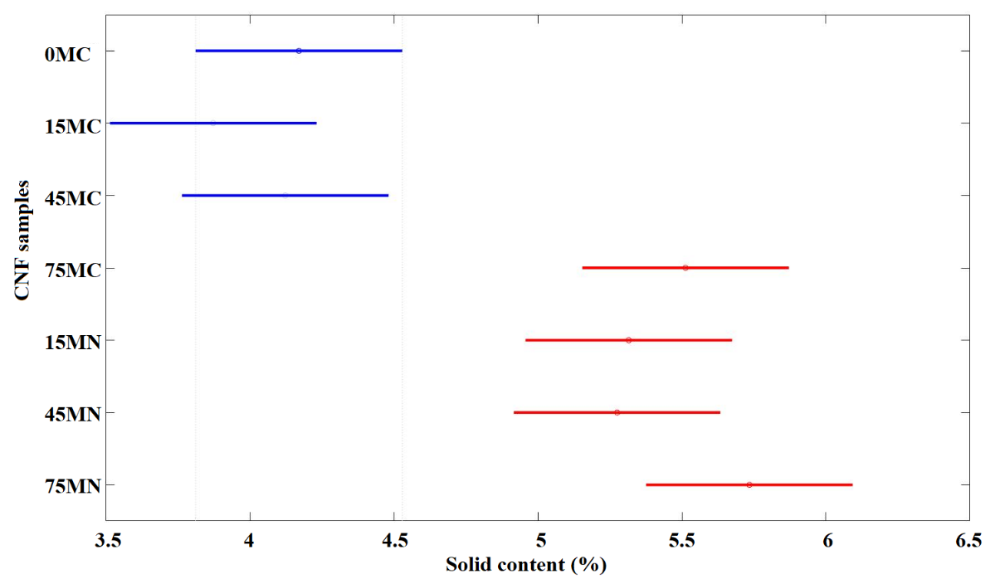 0MC
15MC
45MC
75MC
15MN
45MN
75MN
CNF samples
3.5 4 4.5 5 5.5 6 6.5
Solid content (%)